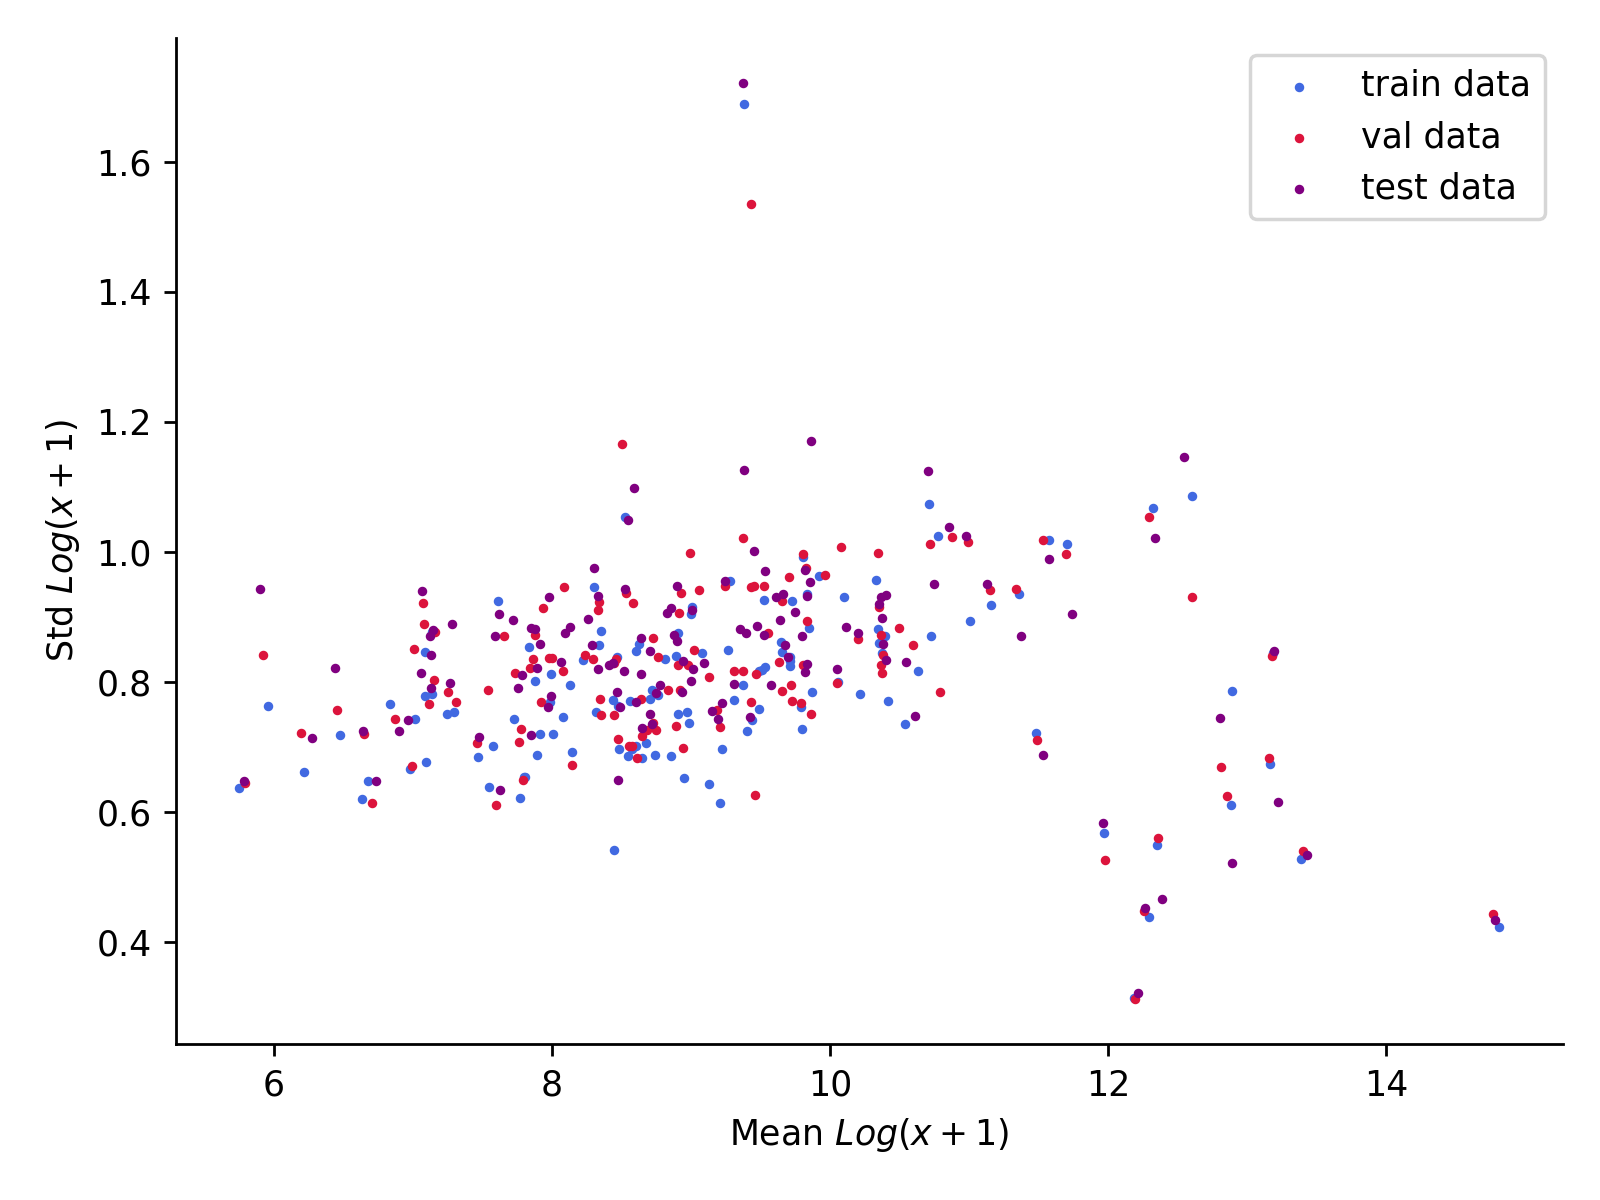 train data
val data
test data
1.6
1.4
1.2
1.0
0.8
0.6
0.4
Std Log(x + 1)
6 8 10 12 14
Mean Log(x + 1)